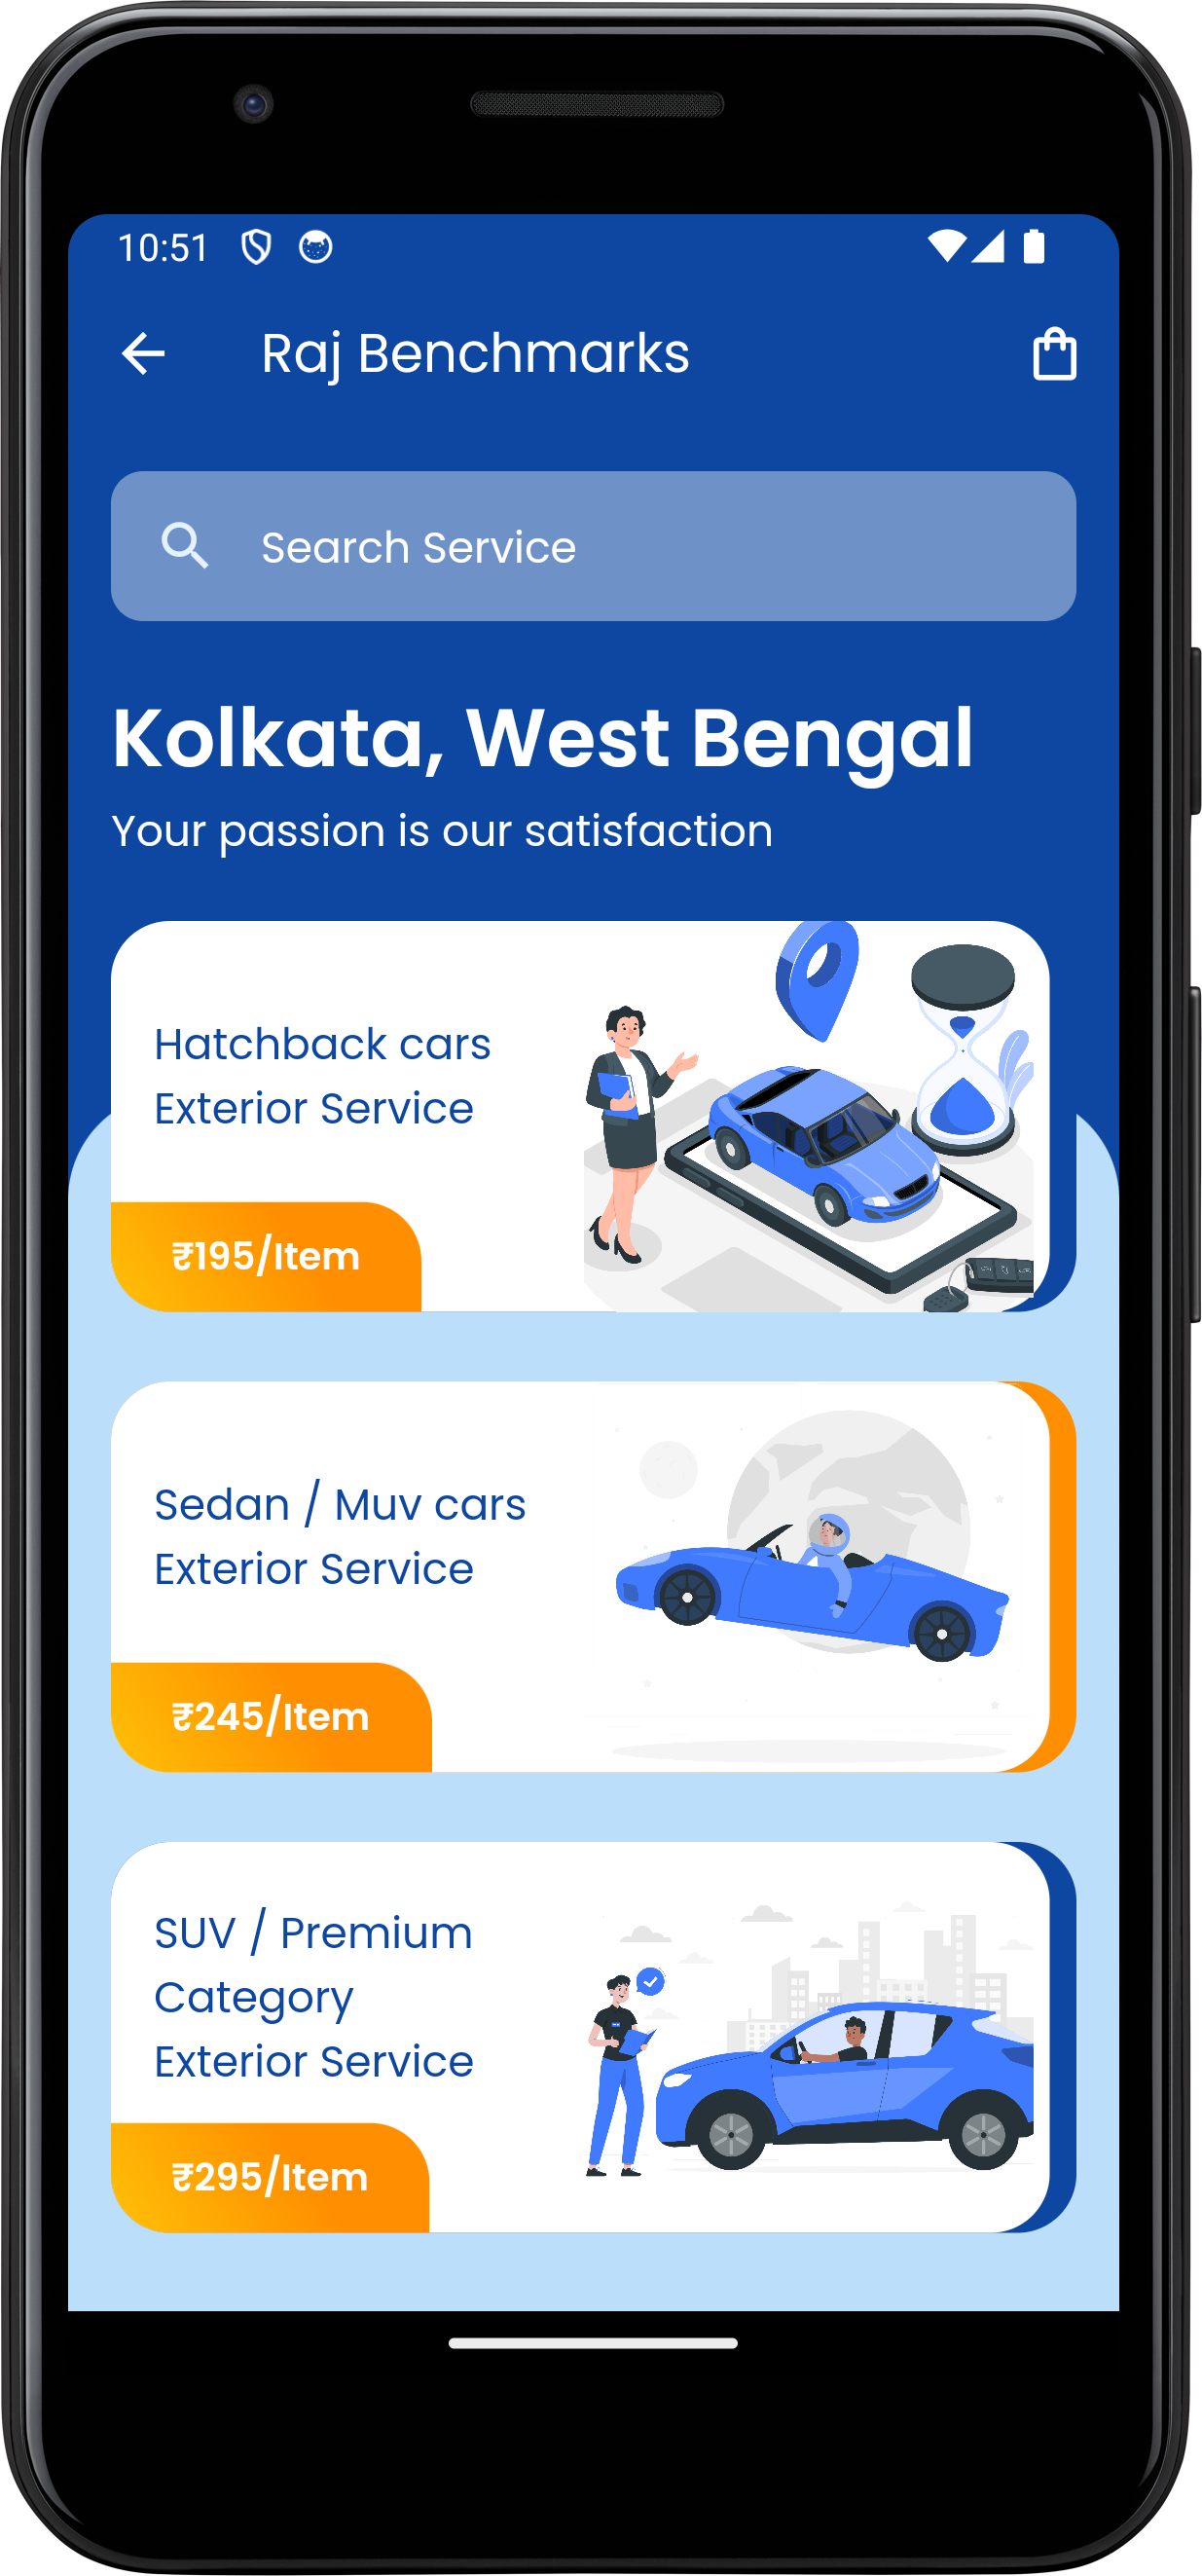 10:51
Raj Benchmarks
Search Service
Kolkata, West Bengal
Your passion is our satisfaction
Hatchback cars
Exterior Service
₹195/Item
Sedan / Muv cars
Exterior Service
₹245/Item
SUV / Premium
Category
Exterior Service
₹295/Item